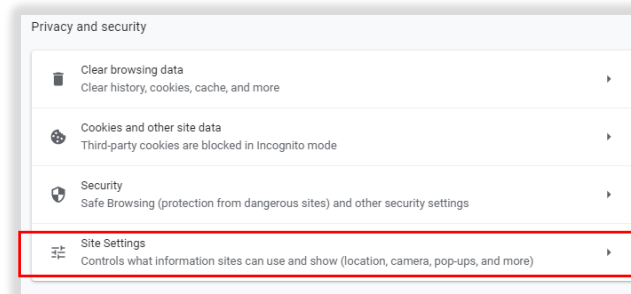 Privacy and security
Clear browsing data
Clear history, cookies, cache, and more
Cookies and other site data
Third-party cookies are blocked in Incognito mode
Security
Safe Browsing (protection from dangerous sites) and other security settings
Site Settings
Controls what information sites can use and show (location, camera, pop-ups, and more)